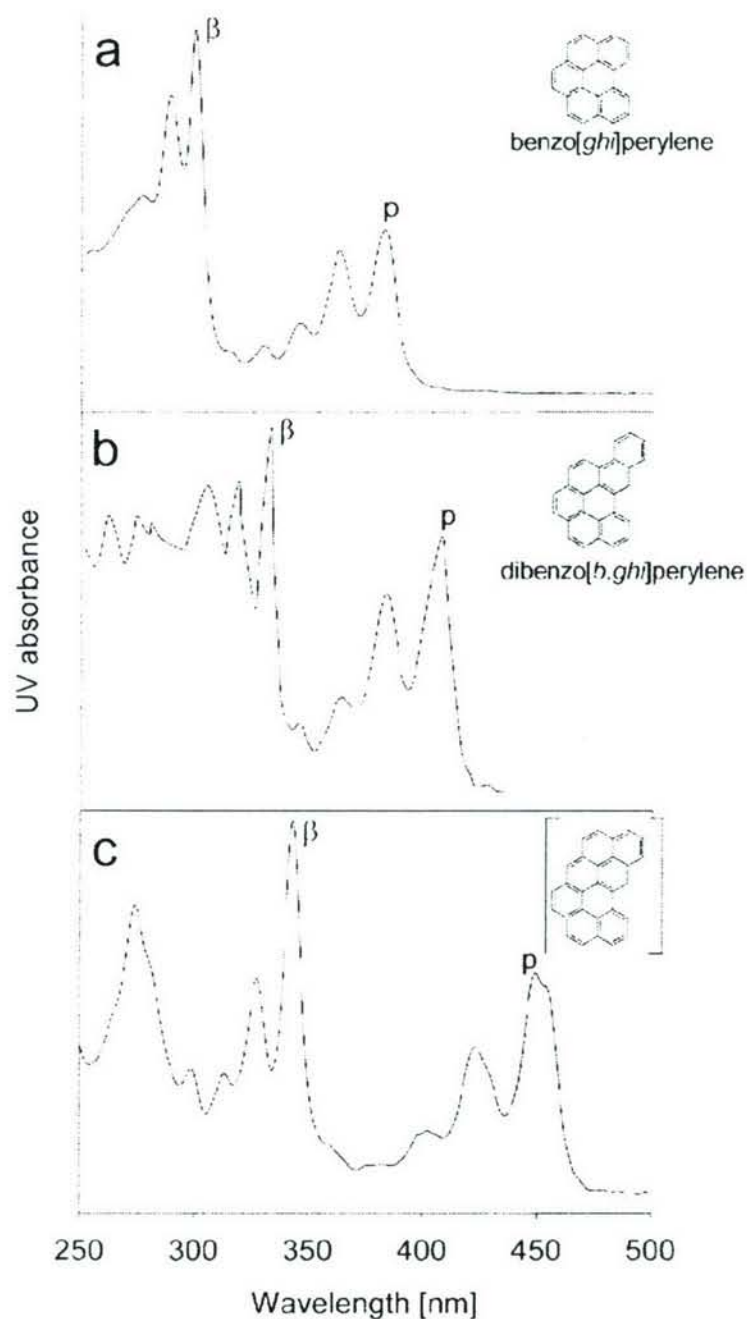 a
β
p
benzo[ghi]perylene
b
β
p
dibenzo[b,ghi]perylene
UV absorbance
c
β
p
250 300 350 400 450 500
Wavelength [nm]